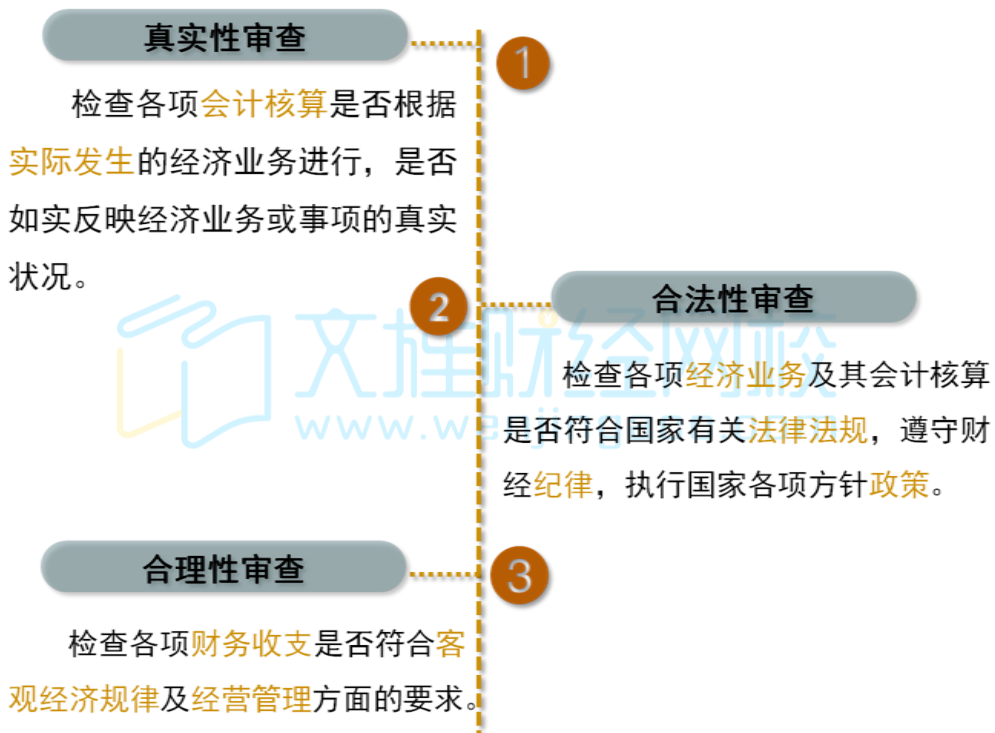 真实性审查
1
检查各项会计核算是否根据
实际发生的经济业务进行，是否
如实反映经济业务或事项的真实
状况。
2
合法性审查
检查各项经济业务及其会计核算
是否符合国家有关法律法规，遵守财
经纪律，执行国家各项方针政策。
3
合理性审查
检查各项财务收支是否符合客
观经济规律及经营管理方面的要求。